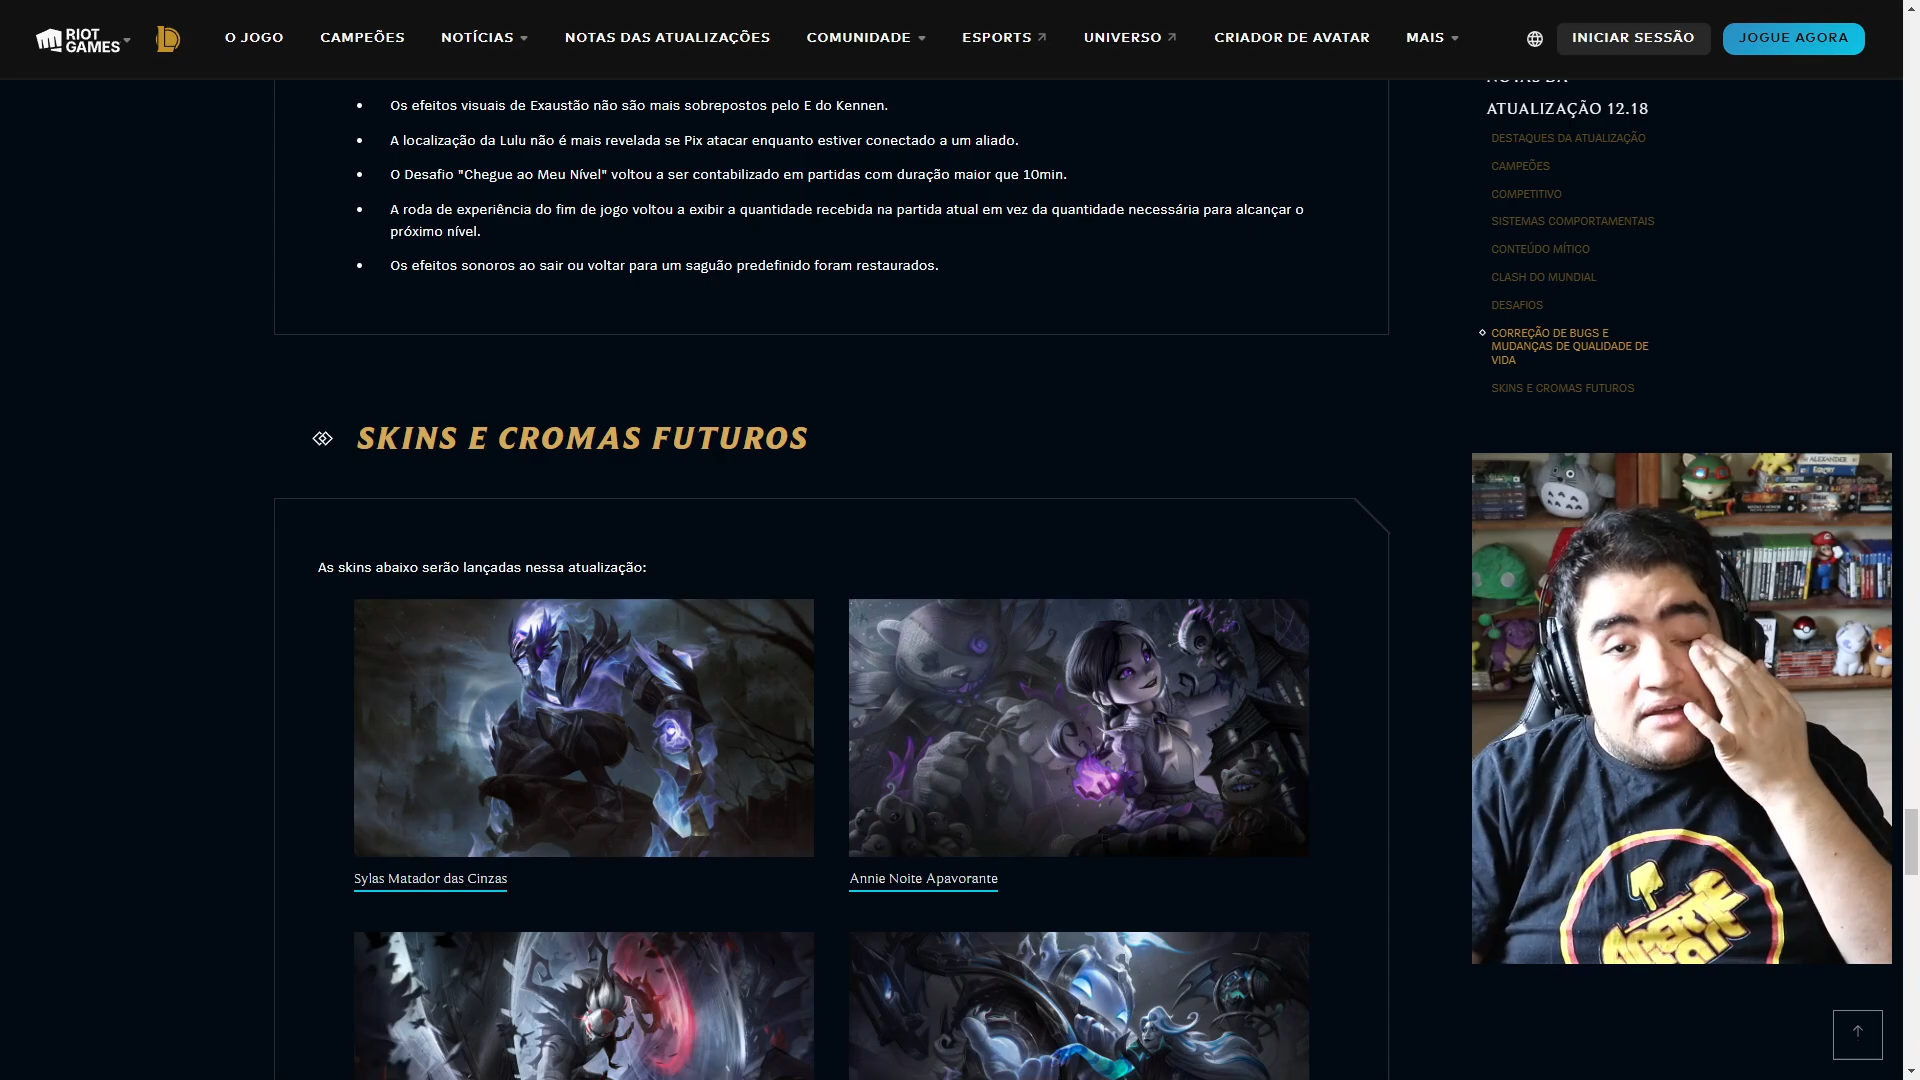 RIOT GAMES
O JOGO CAMPEÕES NOTÍCIAS NOTAS DAS ATUALIZAÇÕES COMUNIDADE ESPORTS UNIVERSO CRIADOR DE AVATAR MAIS INICIAR SESSÃO JOGUE AGORA
Os efeitos visuais de Exaustão não são mais sobrepostos pelo E do Kennen.
A localização da Lulu não é mais revelada se Pix atacar enquanto estiver conectado a um aliado.
O Desafio "Chegue ao Meu Nível" voltou a ser contabilizado em partidas com duração maior que 10min.
A roda de experiência do fim de jogo voltou a exibir a quantidade recebida na partida atual em vez da quantidade necessária para alcançar o
próximo nível.
Os efeitos sonoros ao sair ou voltar para um saguão predefinido foram restaurados.
SKINS E CROMAS FUTUROS
As skins abaixo serão lançadas nessa atualização:
Sylas Matador das Cinzas
Annie Noite Apavorante
NOTAS DA
ATUALIZAÇÃO 12.18
DESTAQUES DA ATUALIZAÇÃO
CAMPEÕES
COMPETITIVO
SISTEMAS COMPORTAMENTAIS
CONTEÚDO MÍTICO
CLASH DO MUNDIAL
DESAFIOS
CORREÇÃO DE BUGS E
MUDANÇAS DE QUALIDADE DE
VIDA
SKINS E CROMAS FUTUROS